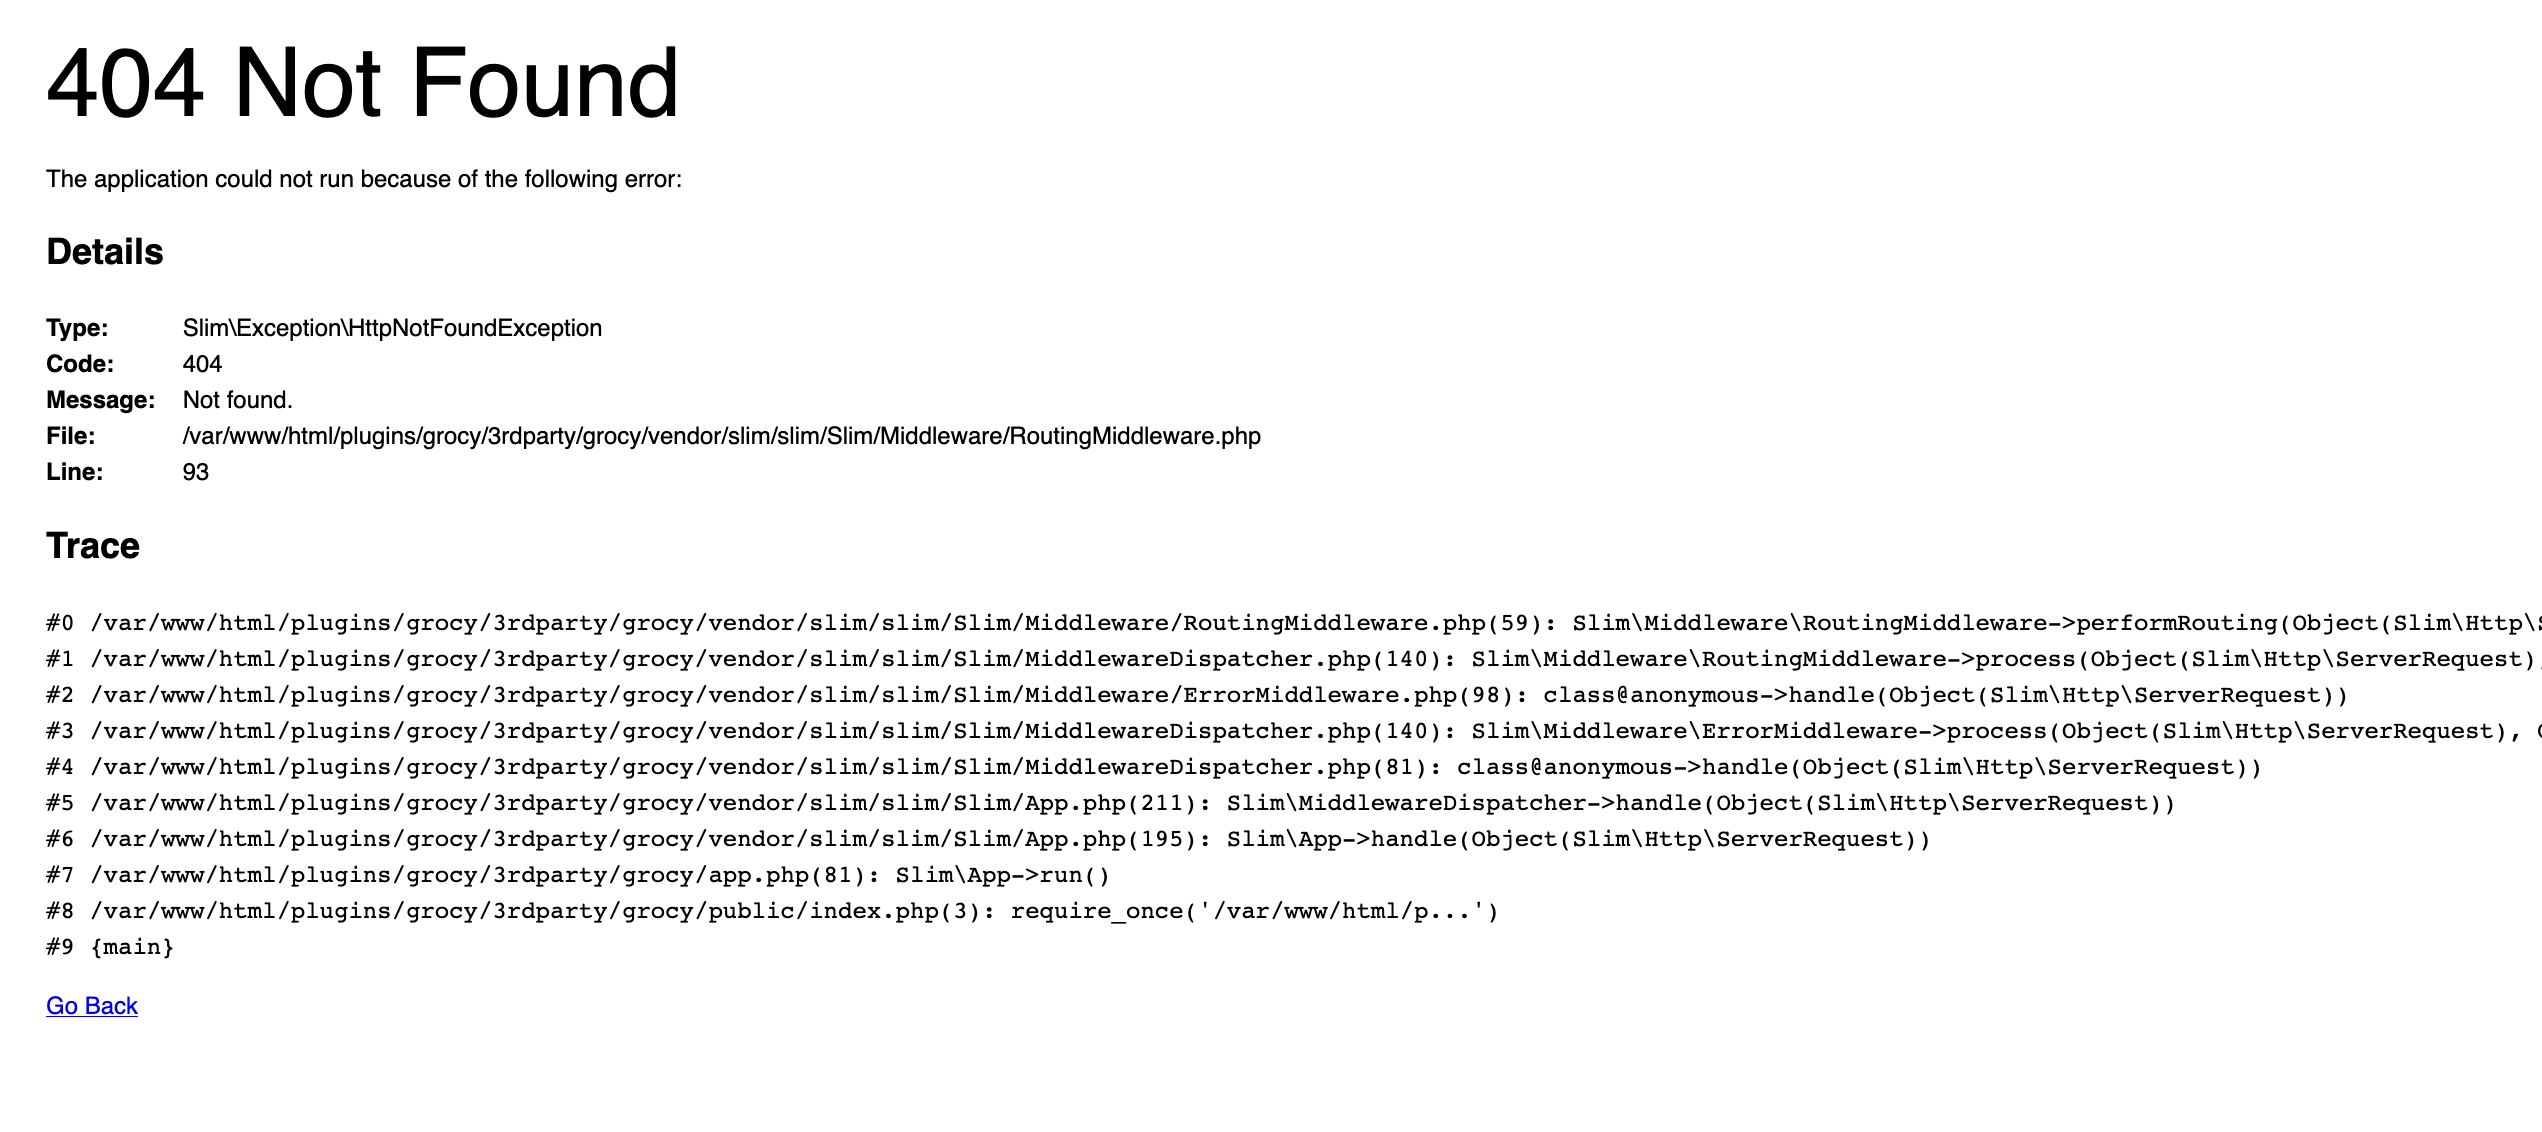 404 Not Found
The application could not run because of the following error:
Details
Type: Slim\Exception\HttpNotFoundException
Code: 404
Message: Not found.
File: /var/www/html/plugins/grocy/3rdparty/grocy/vendor/slim/slim/Slim/Middleware/RoutingMiddleware.php
Line: 93
Trace
#0 /var/www/html/plugins/grocy/3rdparty/grocy/vendor/slim/slim/Slim/Middleware/RoutingMiddleware.php(59): Slim\Middleware\RoutingMiddleware->performRouting(Object(Slim\Http\S
#1 /var/www/html/plugins/grocy/3rdparty/grocy/vendor/slim/slim/Slim/MiddlewareDispatcher.php(140): Slim\Middleware\RoutingMiddleware->process(Object(Slim\Http\ServerRequest),
#2 /var/www/html/plugins/grocy/3rdparty/grocy/vendor/slim/slim/Slim/Middleware/ErrorMiddleware.php(98): class@anonymous->handle(Object(Slim\Http\ServerRequest))
#3 /var/www/html/plugins/grocy/3rdparty/grocy/vendor/slim/slim/Slim/MiddlewareDispatcher.php(140): Slim\Middleware\ErrorMiddleware->process(Object(Slim\Http\ServerRequest),
#4 /var/www/html/plugins/grocy/3rdparty/grocy/vendor/slim/slim/Slim/MiddlewareDispatcher.php(81): class@anonymous->handle(Object(Slim\Http\ServerRequest))
#5 /var/www/html/plugins/grocy/3rdparty/grocy/vendor/slim/slim/Slim/App.php(211): Slim\MiddlewareDispatcher->handle(Object(Slim\Http\ServerRequest))
#6 /var/www/html/plugins/grocy/3rdparty/grocy/vendor/slim/slim/Slim/App.php(195): Slim\App->handle(Object(Slim\Http\ServerRequest))
#7 /var/www/html/plugins/grocy/3rdparty/grocy/app.php(81): Slim\App->run()
#8 /var/www/html/plugins/grocy/3rdparty/grocy/public/index.php(3): require_once('/var/www/html/p...')
#9 {main}
Go Back